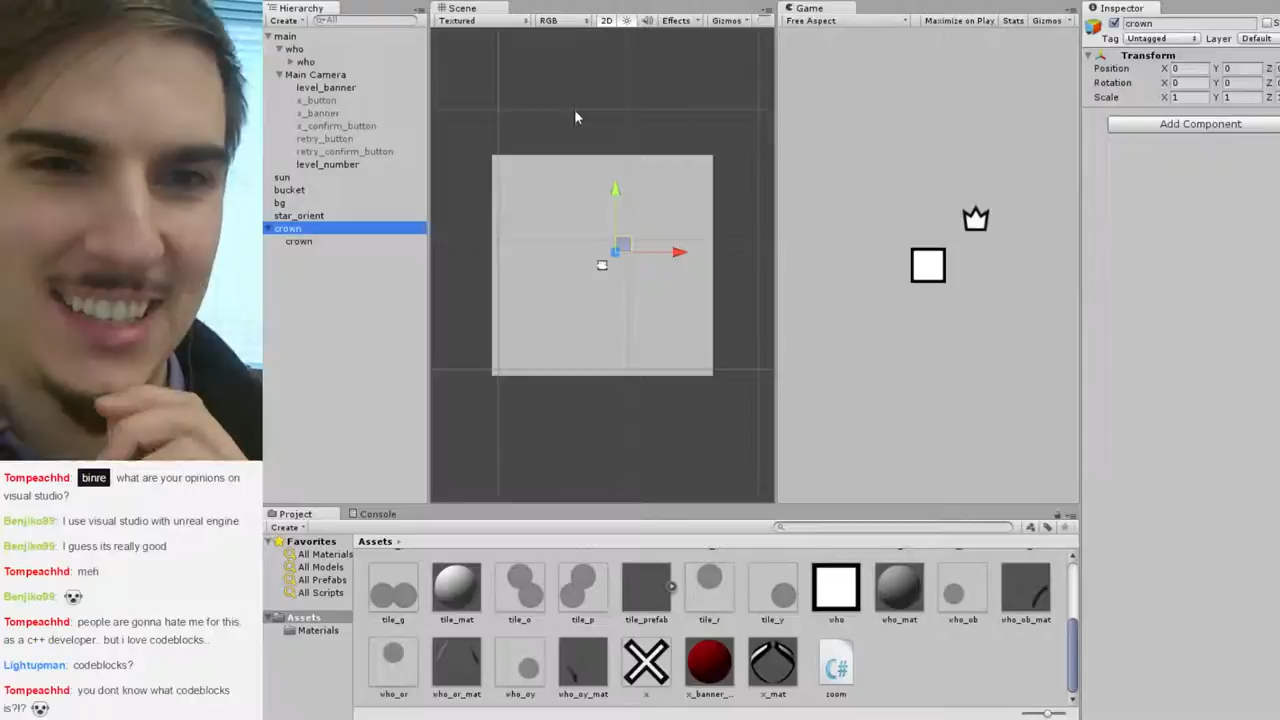 Hierarchy
Create
All
main
who
who
Main Camera
level_banner
x_button
x_banner
x_confirm_button
retry_button
retry_confirm_button
level_number
sun
bucket
bg
star_orient
crown
crown
Scene
Textured RGB 2D Effects Gizmos
Game
Free Aspect Maximize on Play Stats Gizmos
Inspector
crown
Tag Untagged Layer Default
Transform
Position X 0 Y 0 Z
Rotation X 0 Y 0 Z
Scale X 1 Y 1 Z
Add Component
Tompeachhd: binre what are your opinions on
visual studio?
Benjiko99: I use visual studio with unreal engine
Benjiko99: I guess its really good
Tompeachhd: meh
Benjiko99:
Tompeachhd: people are gonna hate me for this,
as a c++ developer.. but i love codeblocks..
Lightupman: codeblocks?
Tompeachhd: you dont know what codeblocks
is?!?
Project Console
Create
Favorites
All Materials
All Models
All Prefabs
All Scripts
Assets
Materials
Assets
tile_g tile_mat tile_o tile_p tile_prefab tile_r tile_y who who_mat who_ob who_ob_mat
who_or who_or_mat who_oy who_oy_mat x x_banner_... x_mat zoom
C#